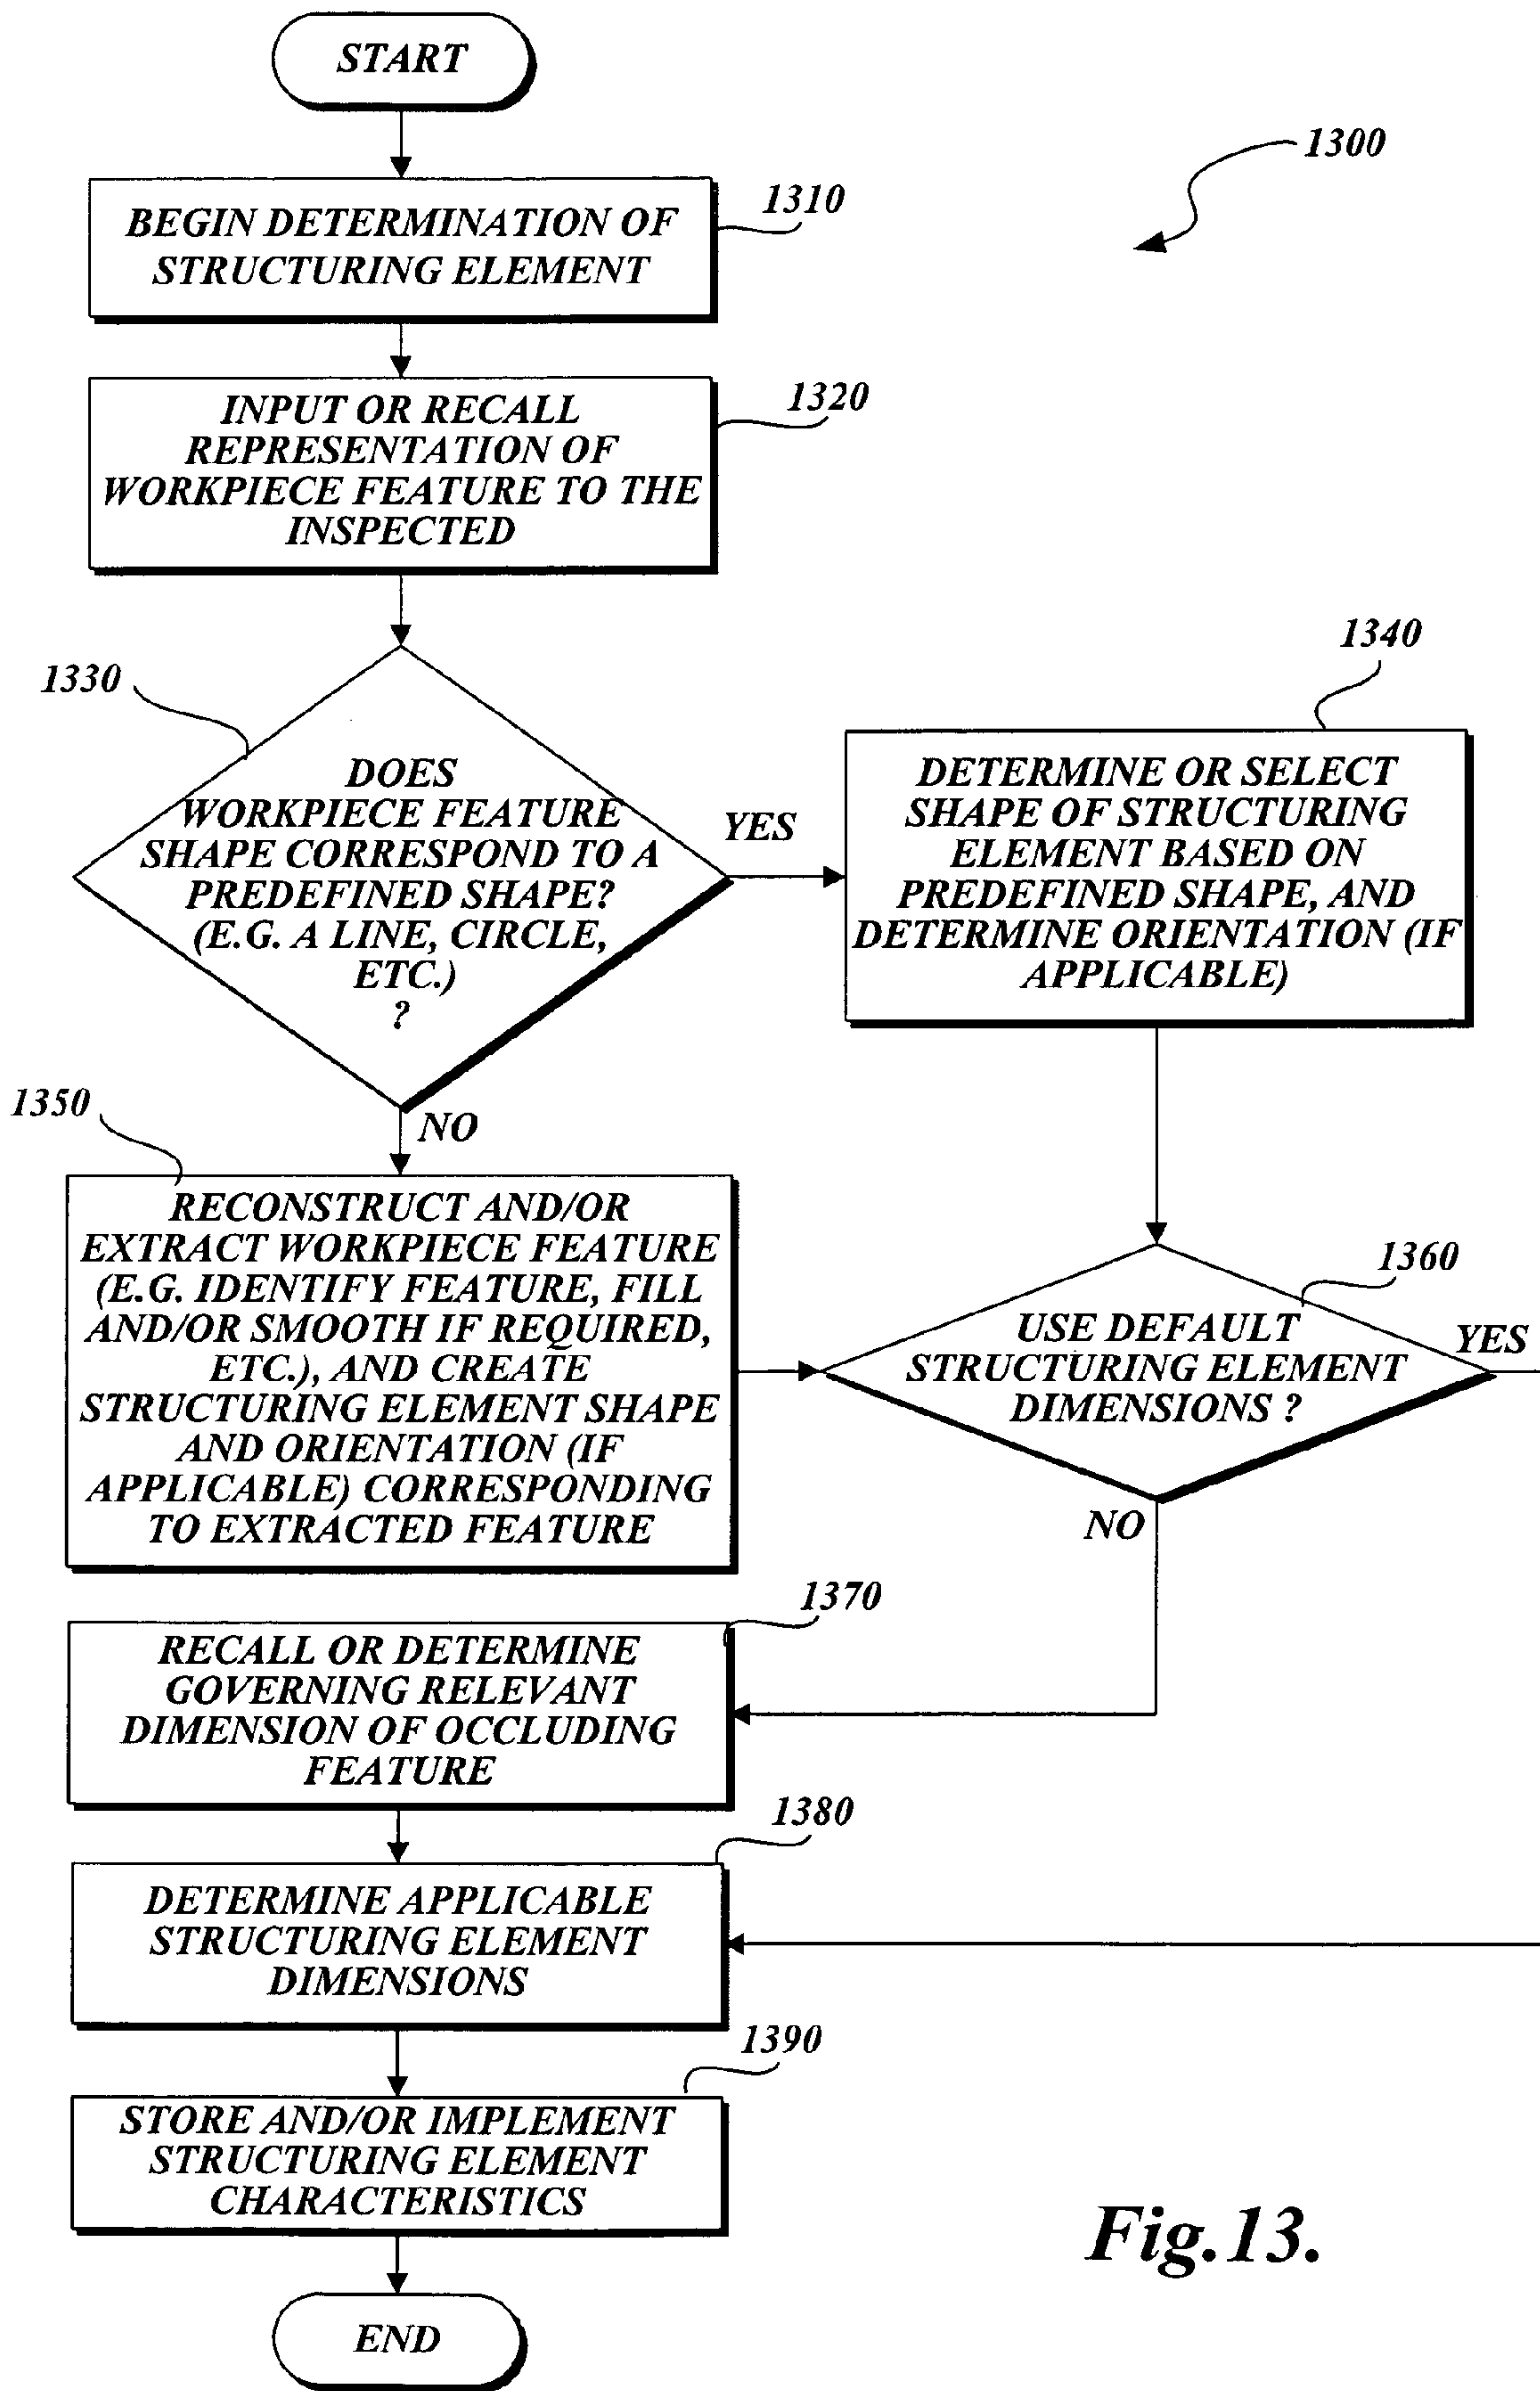 START
1300
1310
BEGIN DETERMINATION OF
STRUCTURING ELEMENT
1320
INPUT OR RECALL
REPRESENTATION OF
WORKPIECE FEATURE TO THE
INSPECTED
1330
DOES
WORKPIECE FEATURE
SHAPE CORRESPOND TO A
PREDEFINED SHAPE?
(E.G. A LINE, CIRCLE,
ETC.)
?
YES
1340
DETERMINE OR SELECT
SHAPE OF STRUCTURING
ELEMENT BASED ON
PREDEFINED SHAPE, AND
DETERMINE ORIENTATION (IF
APPLICABLE)
NO
1350
RECONSTRUCT AND/OR
EXTRACT WORKPIECE FEATURE
(E.G. IDENTIFY FEATURE, FILL
AND/OR SMOOTH IF REQUIRED,
ETC.), AND CREATE
STRUCTURING ELEMENT SHAPE
AND ORIENTATION (IF
APPLICABLE) CORRESPONDING
TO EXTRACTED FEATURE
1360
USE DEFAULT
STRUCTURING ELEMENT
DIMENSIONS ?
YES
NO
1370
RECALL OR DETERMINE
GOVERNING RELEVANT
DIMENSION OF OCCLUDING
FEATURE
1380
DETERMINE APPLICABLE
STRUCTURING ELEMENT
DIMENSIONS
1390
STORE AND/OR IMPLEMENT
STRUCTURING ELEMENT
CHARACTERISTICS
END
Fig.13.